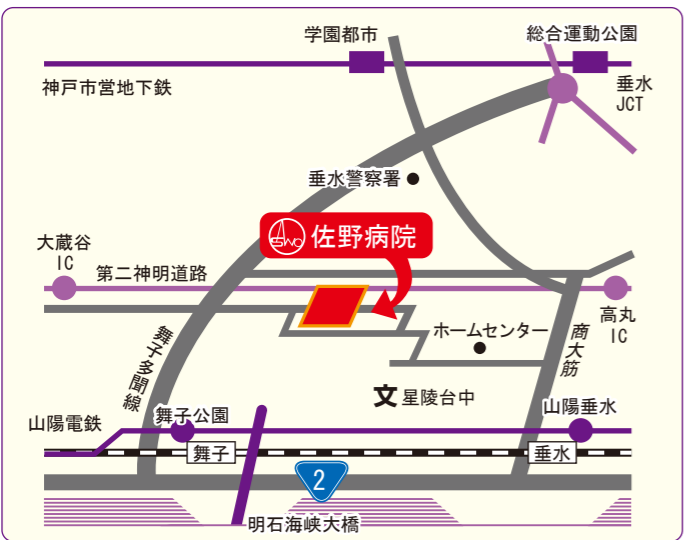 学園都市
総合運動公園
神戸市営地下鉄
垂水
JCT
垂水警察署
佐野病院
大蔵谷
IC
第二神明道路
高丸
IC
ホームセンター
商大筋
舞子多聞線
文 星陵台中
山陽電鉄
舞子公園
山陽垂水
舞子
垂水
2
明石海峡大橋